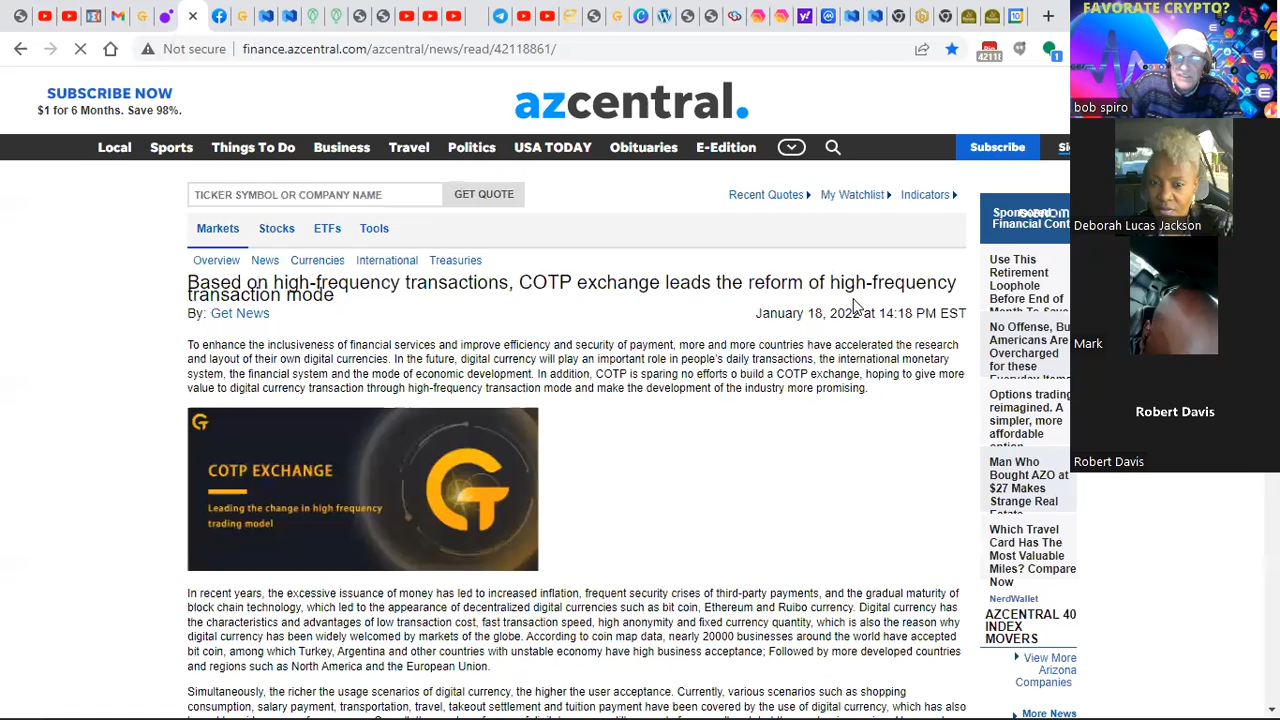 FAVORATE CRYPTO?
Not secure
finance.azcentral.com/azcentral/news/read/42118861/
42118
1
bob spiro
SUBSCRIBE NOW
$1 for 6 Months. Save 98%.
azcentral.
Local Sports Things To Do Business Travel Politics USA TODAY Obituaries E-Edition
Subscribe
TICKER SYMBOL OR COMPANY NAME
GET QUOTE
Recent Quotes My Watchlist Indicators
Markets Stocks ETFs Tools
Overview News Currencies International Treasuries
Based on high-frequency transactions, COTP exchange leads the reform of high-frequency
transaction mode
By: Get News
January 18, 2022 at 14:18 PM EST
To enhance the inclusiveness of financial services and improve efficiency and security of payment, more and more countries have accelerated the research
and layout of their own digital currencies. In the future, digital currency will play an important role in people's daily transactions, the international monetary
system, the financial system and the mode of economic development. In addition, COTP is sparing no efforts o build a COTP exchange, hoping to give more
value to digital currency transaction through high-frequency transaction mode and make the development of the industry more promising.
COTP EXCHANGE
Leading the change in high frequency
trading model
In recent years, the excessive issuance of money has led to increased inflation, frequent security crises of third-party payments, and the gradual maturity of
block chain technology, which led to the appearance of decentralized digital currencies such as bit coin, Ethereum and Ruibo currency. Digital currency has
the characteristics and advantages of low transaction cost, fast transaction speed, high anonymity and fixed currency quantity, which is also the reason why
digital currency has been widely welcomed by markets of the globe. According to coin map data, nearly 20000 businesses around the world have accepted
bit coin, among which Turkey, Argentina and other countries with unstable economy have high business acceptance; Followed by more developed countries
and regions such as North America and the European Union.
Simultaneously, the richer the usage scenarios of digital currency, the higher the user acceptance. Currently, various scenarios such as shopping
consumption, salary payment, transportation, travel, takeout settlement and tuition payment have been covered by the use of digital currency, which has also
Financial Cont
Use This
Retirement
Loophole
Before End of
No Offense, Bu
Americans Are
Overcharged
for these
Options trading
reimagined. A
simpler, more
affordable
Man Who
Bought AZO at
$27 Makes
Strange Real
Which Travel
Card Has The
Most Valuable
Miles? Compare
Now
NerdWallet
AZCENTRAL 40
INDEX
MOVERS
View More
Arizona
Companies
More News
Deborah Lucas Jackson
Mark
Robert Davis
Robert Davis